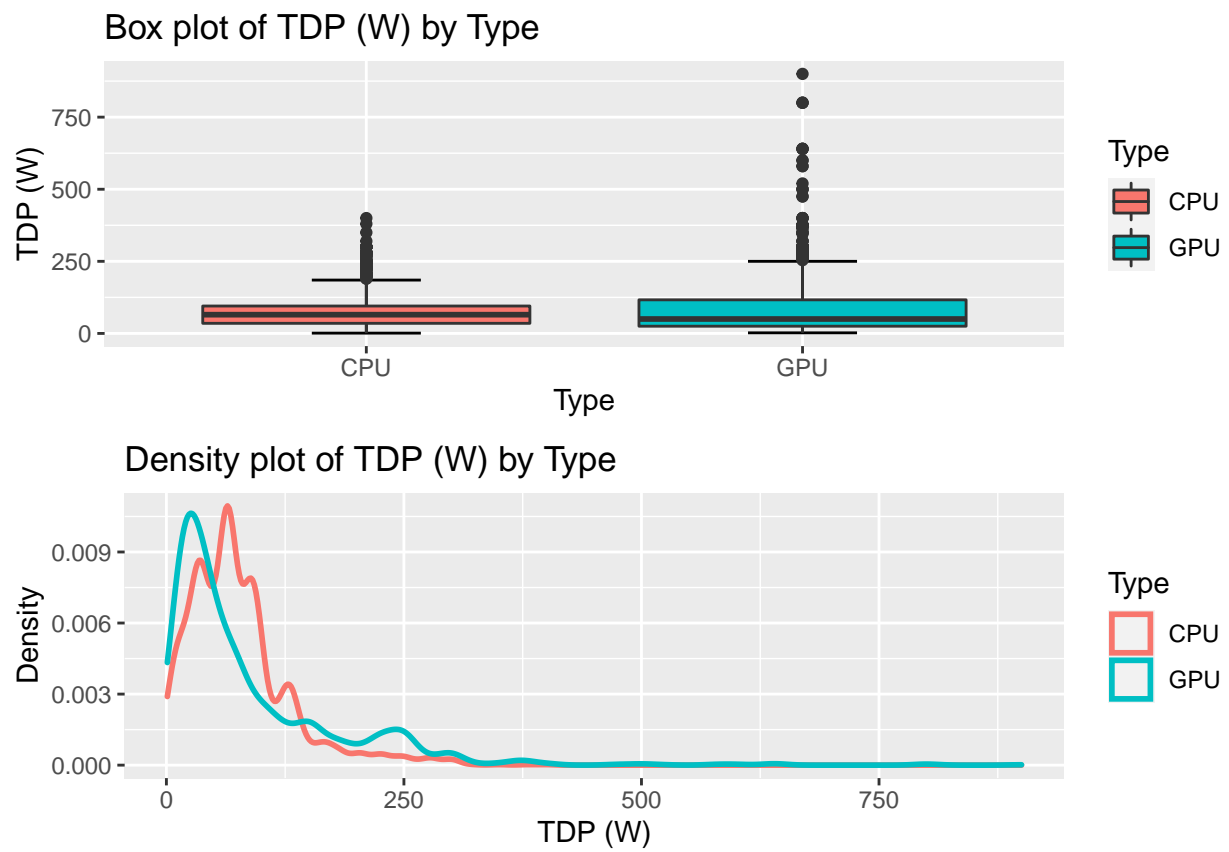 Box plot of TDP (W) by Type
TDP (W)
750
500
250
0
CPU
GPU
Type
Type
CPU
GPU
Density plot of TDP (W) by Type
Density
0.009
0.006
0.003
0.000
0
250
500
750
TDP (W)
Type
CPU
GPU